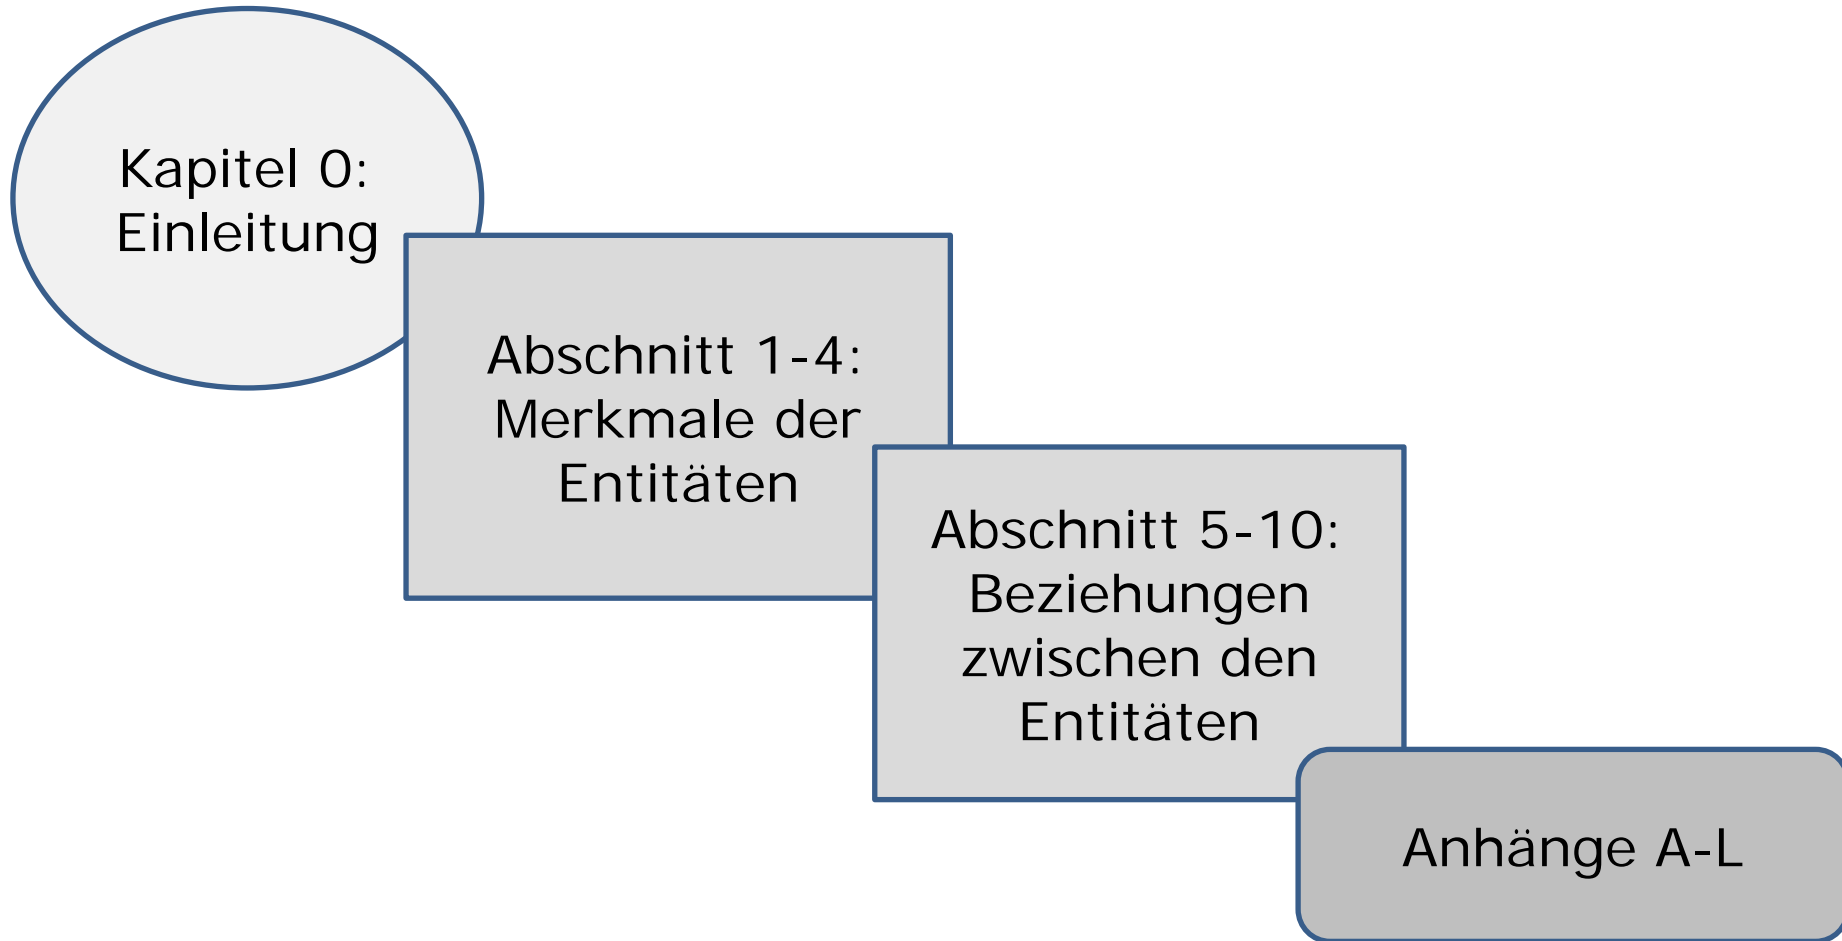 Kapitel 0:
Einleitung
Abschnitt 1-4:
Merkmale der
Entitäten
Abschnitt 5-10:
Beziehungen
zwischen den
Entitäten
Anhänge A-L